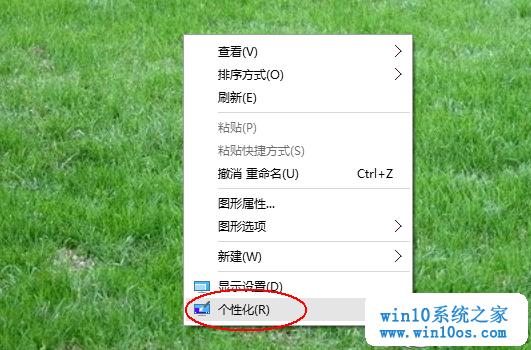 查看(V)
排序方式(O)
刷新(E)
粘贴(P)
粘贴快捷方式(S)
撤消 重命名(U) Ctrl+Z
图形属性...
图形选项
新建(W)
显示设置(D)
个性化(R)
win10系统之家
www.win10os.com